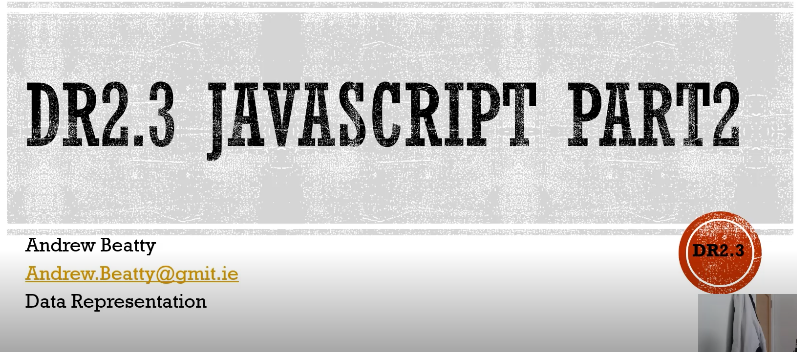 DR2.3 JAVASCRIPT PART2
Andrew Beatty
Andrew.Beatty@gmit.ie
Data Representation
DR2.3